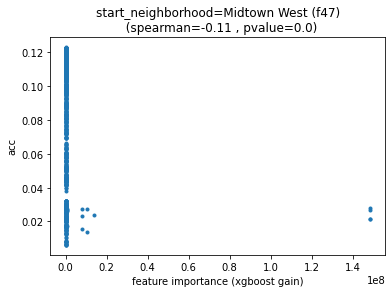 start_neighborhood=Midtown West (f47)
(spearman=-0.11 , pvalue=0.0)
0.12
0.10
0.08
0.06
0.04
0.02
acc
0.0 0.2 0.4 0.6 0.8 1.0 1.2 1.4
1e8
feature importance (xgboost gain)